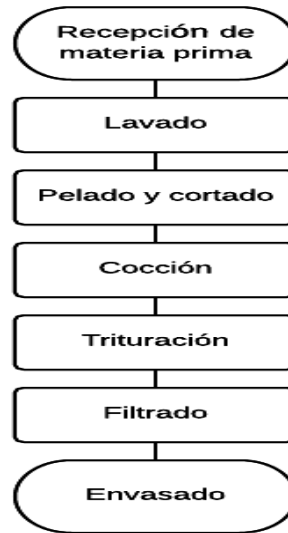 Recepción de
materia prima
Lavado
Pelado y cortado
Cocción
Trituración
Filtrado
Envasado